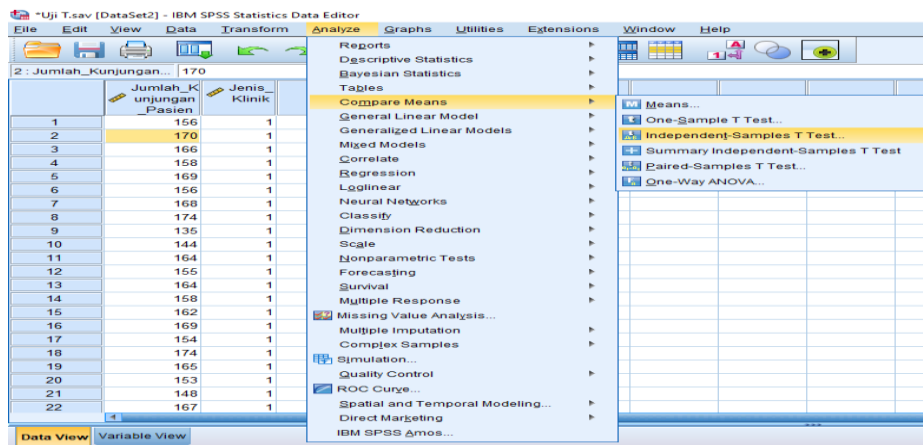 *Uji T.sav [DataSet2] - IBM SPSS Statistics Data Editor
File Edit View Data Transform Analyze Graphs Utilities Extensions Window Help
2 : Jumlah_Kunjungan... 170
Jumlah_K
unjungan
_Pasien
Jenis_
Klinik
1 156 1
2 170 1
3 166 1
4 158 1
5 169 1
6 156 1
7 168 1
8 174 1
9 135 1
10 144 1
11 164 1
12 155 1
13 164 1
14 158 1
15 162 1
16 169 1
17 154 1
18 174 1
19 165 1
20 153 1
21 148 1
22 167 1
Reports
Descriptive Statistics
Bayesian Statistics
Tables
Compare Means
General Linear Model
Generalized Linear Models
Mixed Models
Correlate
Regression
Loglinear
Neural Networks
Classify
Dimension Reduction
Scale
Nonparametric Tests
Forecasting
Survival
Multiple Response
Missing Value Analysis...
Multiple Imputation
Complex Samples
Simulation...
Quality Control
ROC Curve...
Spatial and Temporal Modeling...
Direct Marketing
IBM SPSS Amos...
Means...
One-Sample T Test...
Independent-Samples T Test...
Summary Independent-Samples T Test
Paired-Samples T Test...
One-Way ANOVA...
Data View Variable View